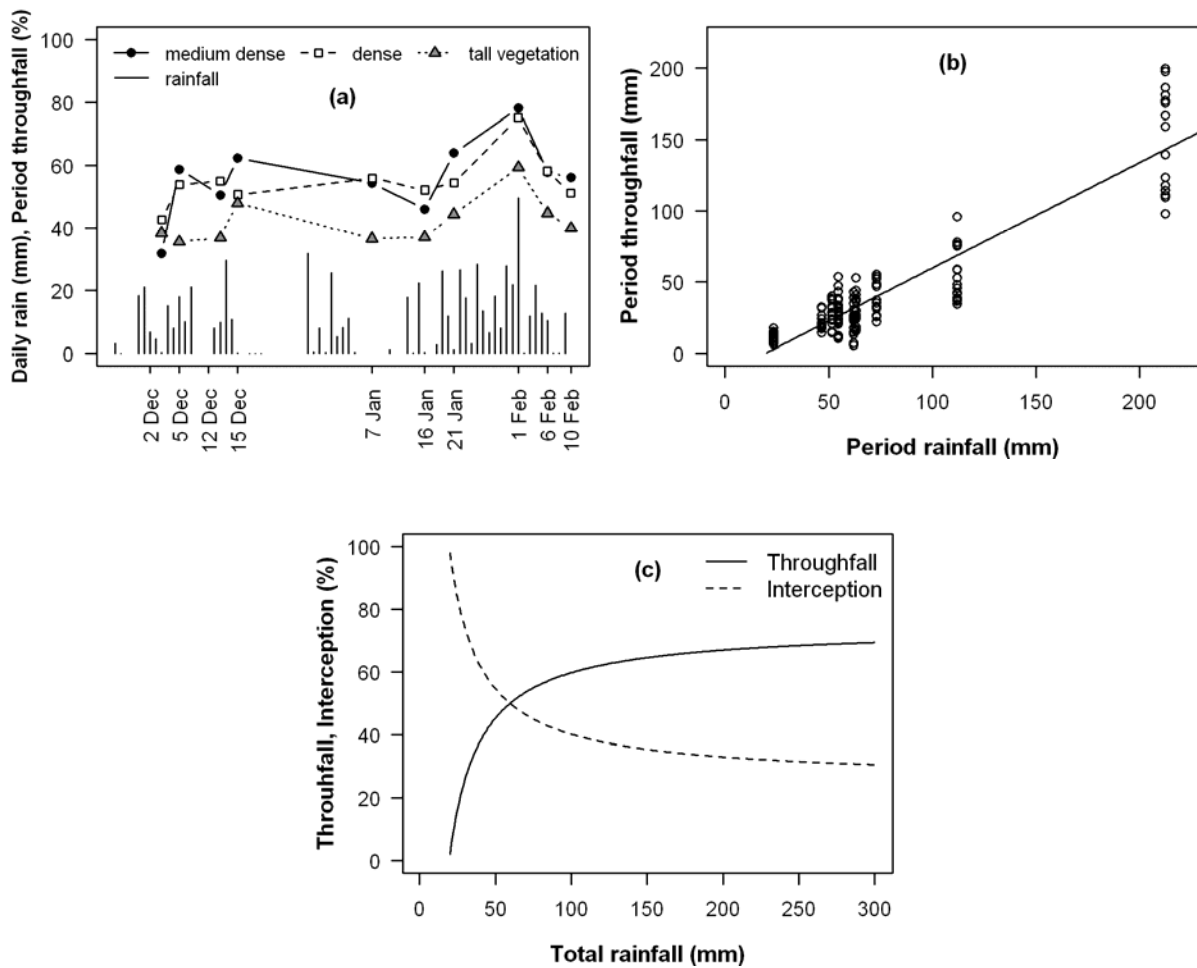 Daily rain (mm), Period throughfall (%)
100
80
60
40
20
0
medium dense dense tall vegetation
rainfall
(a)
2 Dec
5 Dec
12 Dec
15 Dec
7 Jan
16 Jan
21 Jan
1 Feb
6 Feb
10 Feb
Period throughfall (mm)
200
150
100
50
0
(b)
0 50 100 150 200
Period rainfall (mm)
Throuhfall, Interception (%)
100
80
60
40
20
0
(c)
Throughfall
Interception
0 50 100 150 200 250 300
Total rainfall (mm)